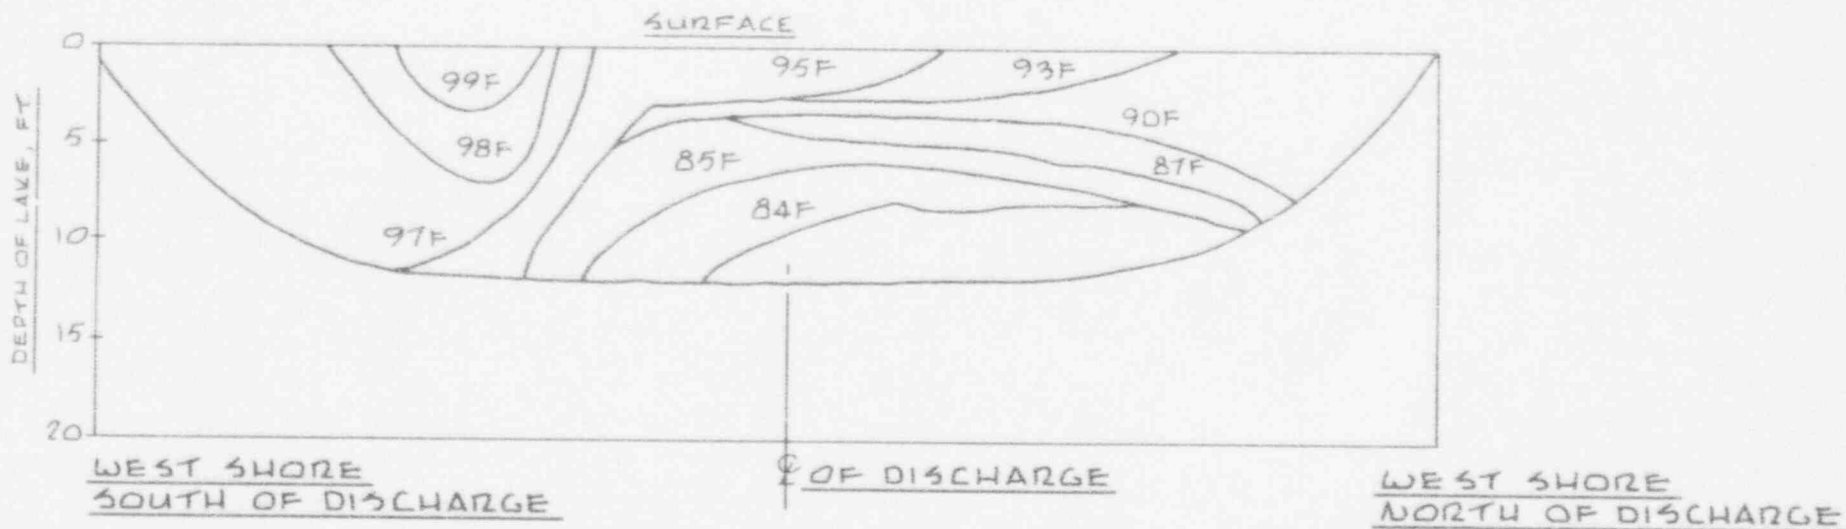 SURFACE
0
99F
95F
93F
DEPTH OF LAKE, FT.
5
98F
90F
85F
87F
84F
10
97F
15
20
WEST SHORE
SOUTH OF DISCHARGE
℄ OF DISCHARGE
WEST SHORE
NORTH OF DISCHARGE